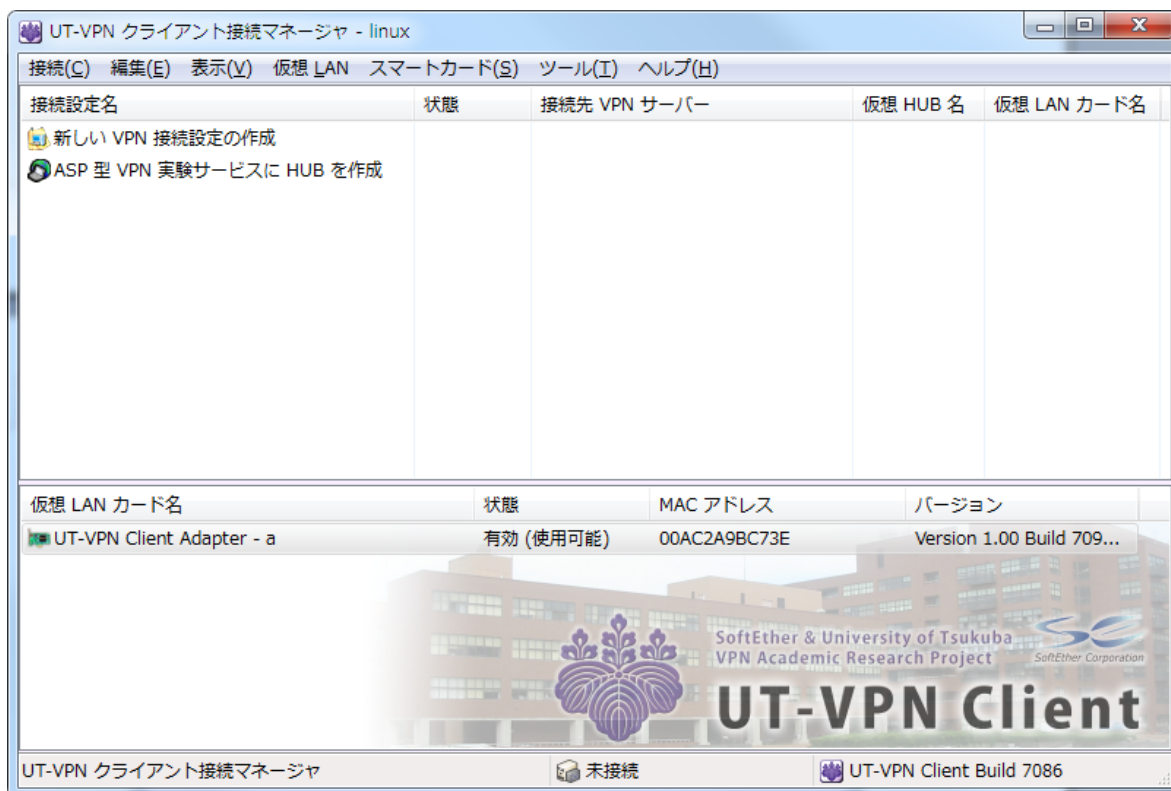 UT-VPN クライアント接続マネージャ - linux
接続(C) 編集(E) 表示(V) 仮想 LAN スマートカード(S) ツール(T) ヘルプ(H)
接続設定名 状態 接続先 VPN サーバー 仮想 HUB 名 仮想 LAN カード名
新しい VPN 接続設定の作成
ASP 型 VPN 実験サービスに HUB を作成
仮想 LAN カード名 状態 MAC アドレス バージョン
UT-VPN Client Adapter - a 有効 (使用可能) 00AC2A9BC73E Version 1.00 Build 709...
SoftEther & University of Tsukuba
VPN Academic Research Project
SoftEther Corporation
UT-VPN Client
UT-VPN クライアント接続マネージャ 未接続 UT-VPN Client Build 7086